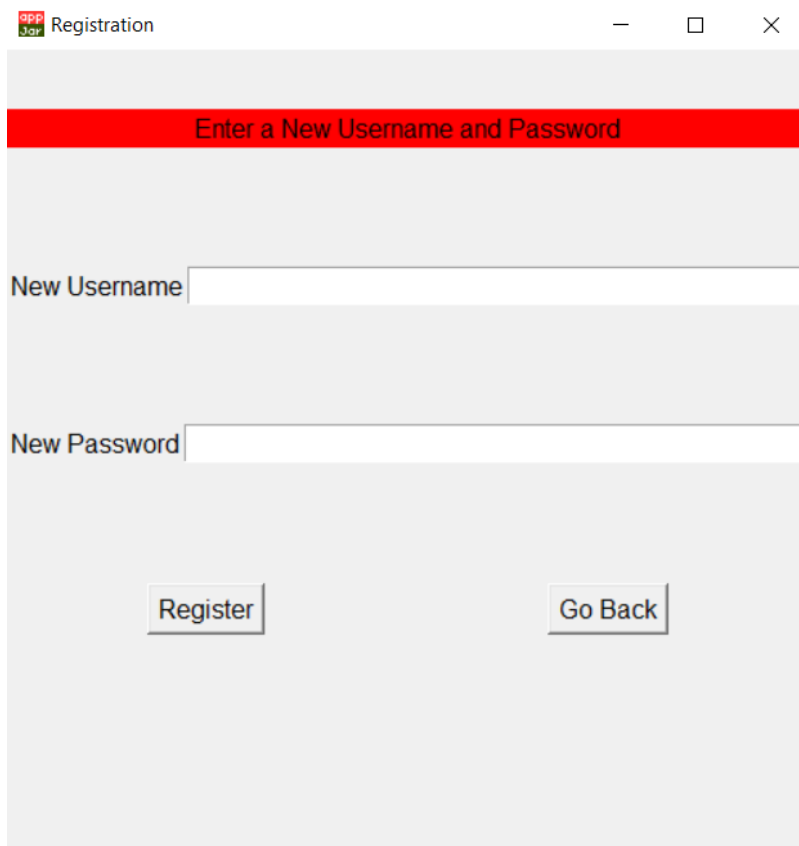 app
Jar
Registration
Enter a New Username and Password
New Username
New Password
Register
Go Back